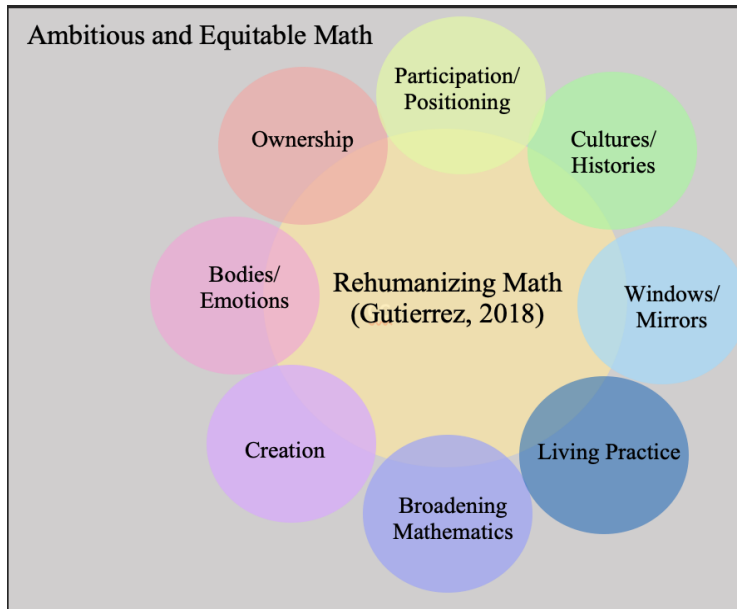 Ambitious and Equitable Math
Participation/
Positioning
Ownership
Cultures/
Histories
Bodies/
Emotions
Rehumanizing Math
(Gutierrez, 2018)
Windows/
Mirrors
Creation
Living Practice
Broadening
Mathematics